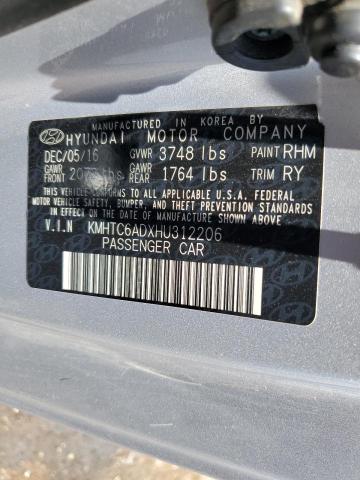 MANUFACTURED IN KOREA BY
HYUNDAI MOTOR COMPANY
DEC/05/16 GVWR 3748 lbs PAINT RHM
GAWR FRONT lbs GAWR REAR 1764 lbs TRIM RY
THIS VEHICLE CONFORMS TO ALL APPLICABLE U.S.A. FEDERAL
MOTOR VEHICLE SAFETY, BUMPER, AND THEFT PREVENTION STANDARDS
IN EFFECT ON THE DATE OF MANUFACTURE SHOWN ABOVE.
V.I.N KMHTC6ADXHU312206
PASSENGER CAR